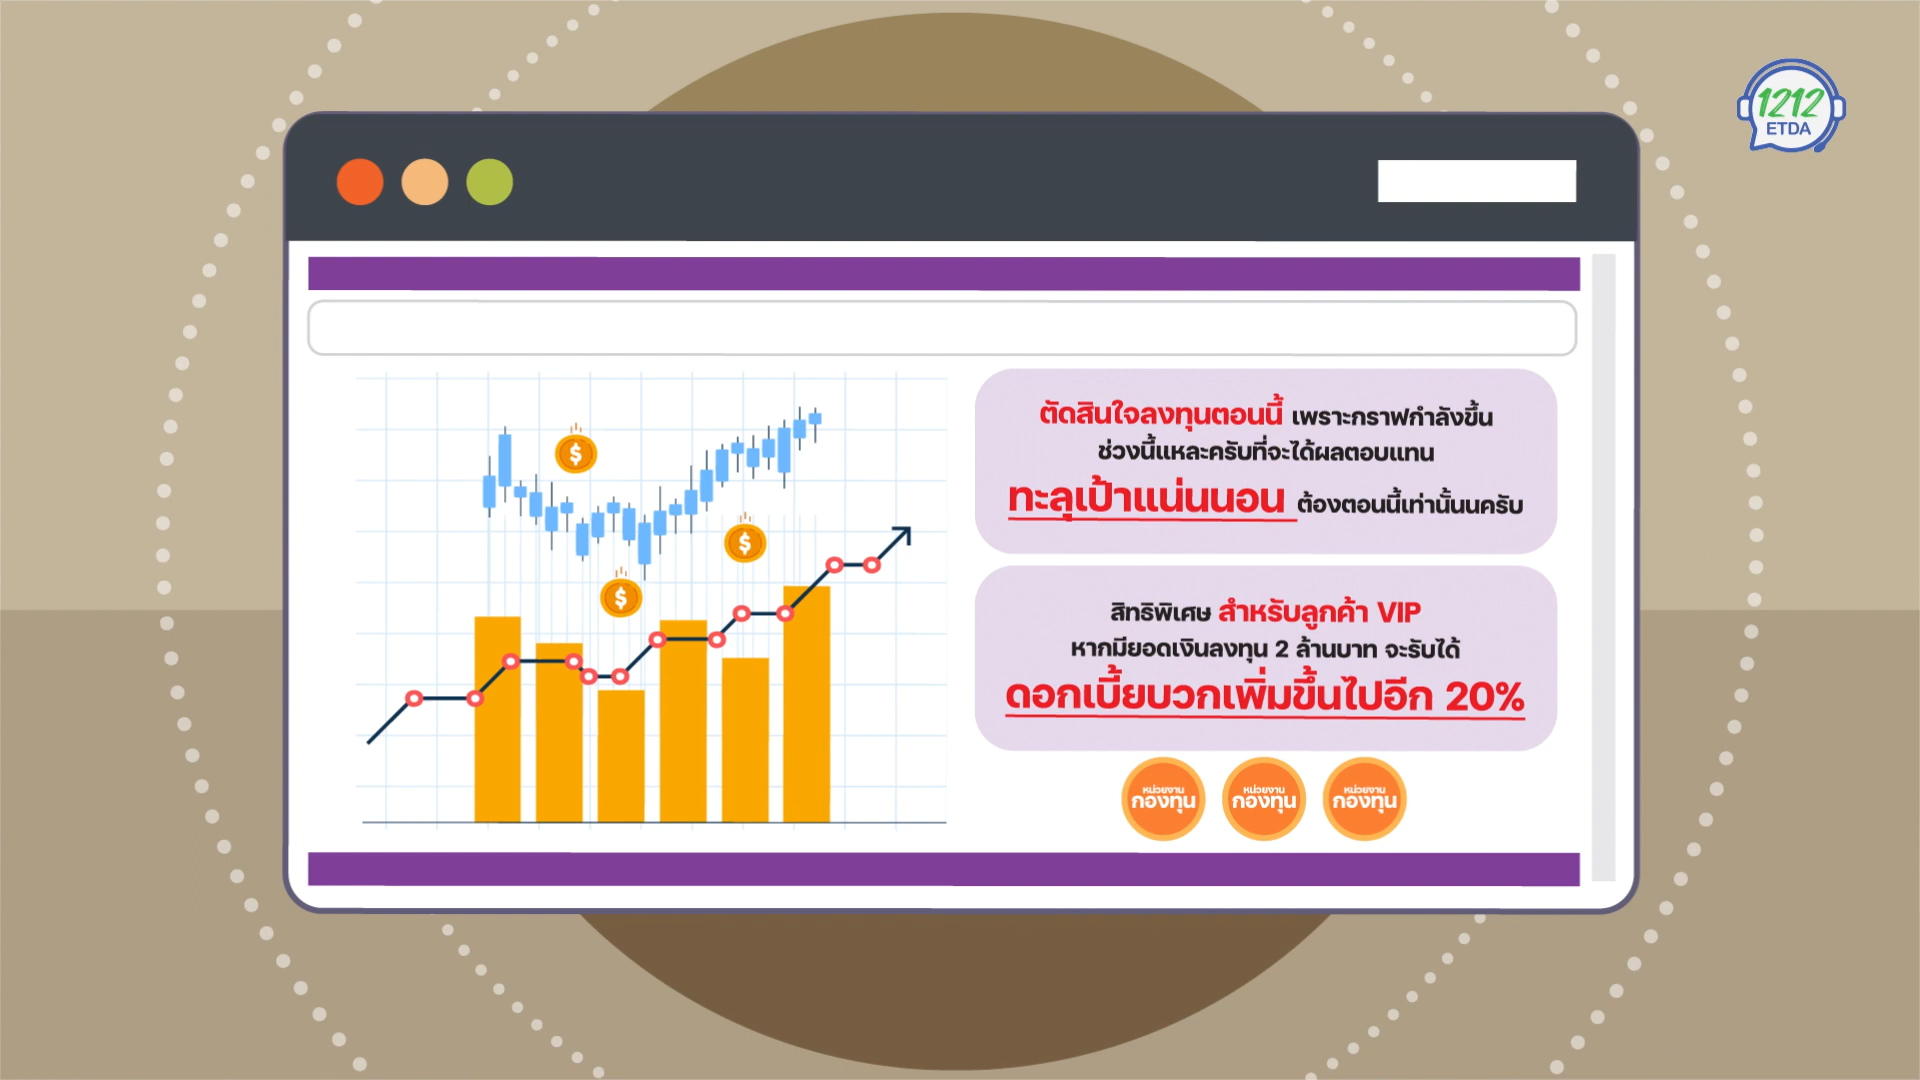 1212
ETDA
ตัดสินใจลงทุนตอนนี้ เพราะกราฟกำลังขึ้น
ช่วงนี้แหละครับที่จะได้ผลตอบแทน
ทะลุเป้าแน่นนอน ต้องตอนนี้เท่านั้นนครับ
สิทธิพิเศษ สำหรับลูกค้า VIP
หากมียอดเงินลงทุน 2 ล้านบาท จะรับได้
ดอกเบี้ยบวกเพิ่มขึ้นไปอีก 20%
หน่วยงาน
กองทุน
หน่วยงาน
กองทุน
หน่วยงาน
กองทุน